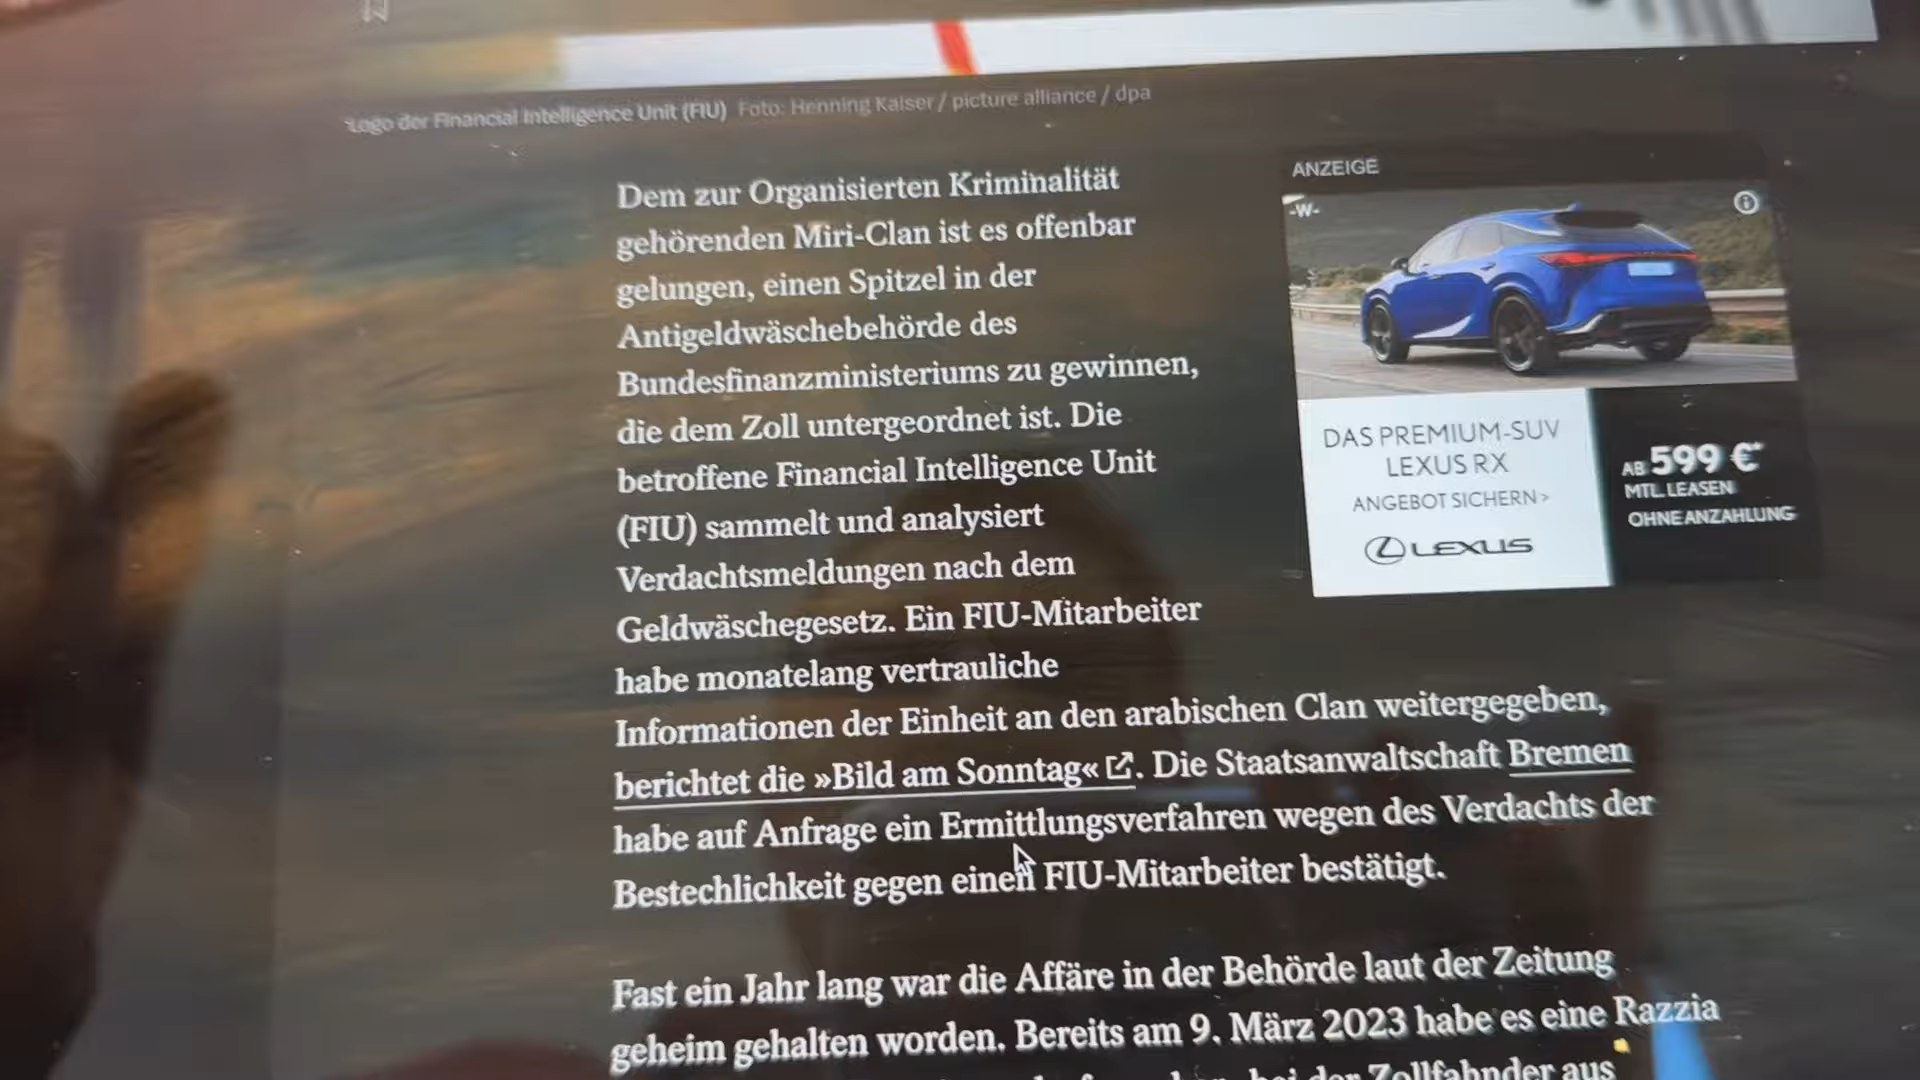 Logo der Financial Intelligence Unit (FIU) Foto: Henning Kaiser / picture alliance / dpa
Dem zur Organisierten Kriminalität
gehörenden Miri-Clan ist es offenbar
gelungen, einen Spitzel in der
Antigeldwäschebehörde des
Bundesfinanzministeriums zu gewinnen,
die dem Zoll untergeordnet ist. Die
betroffene Financial Intelligence Unit
(FIU) sammelt und analysiert
Verdachtsmeldungen nach dem
Geldwäschegesetz. Ein FIU-Mitarbeiter
habe monatelang vertrauliche
Informationen der Einheit an den arabischen Clan weitergegeben,
berichtet die »Bild am Sonntag« . Die Staatsanwaltschaft Bremen
habe auf Anfrage ein Ermittlungsverfahren wegen des Verdachts der
Bestechlichkeit gegen einen FIU-Mitarbeiter bestätigt.
Fast ein Jahr lang war die Affäre in der Behörde laut der Zeitung
geheim gehalten worden. Bereits am 9. März 2023 habe es eine Razzia
bei der Zollfahnder aus
ANZEIGE
-W-
DAS PREMIUM-SUV
LEXUS RX
ANGEBOT SICHERN >
LEXUS
AB 599 €*
MTL. LEASEN
OHNE ANZAHLUNG